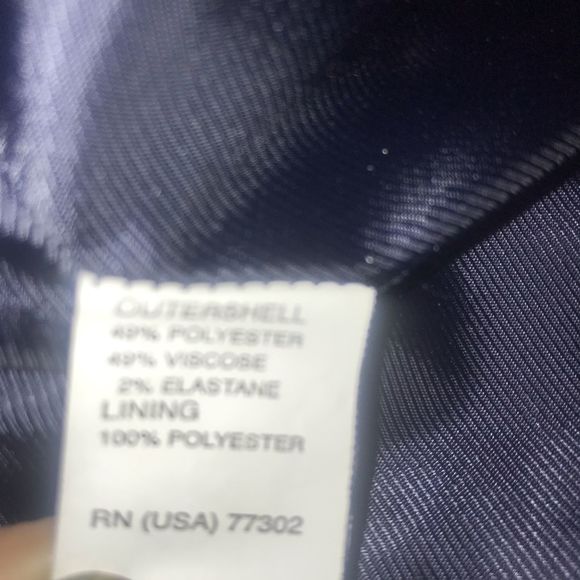 OUTERSHELL
49% POLYESTER
49% VISCOSE
2% ELASTANE
LINING
100% POLYESTER
RN (USA) 77302